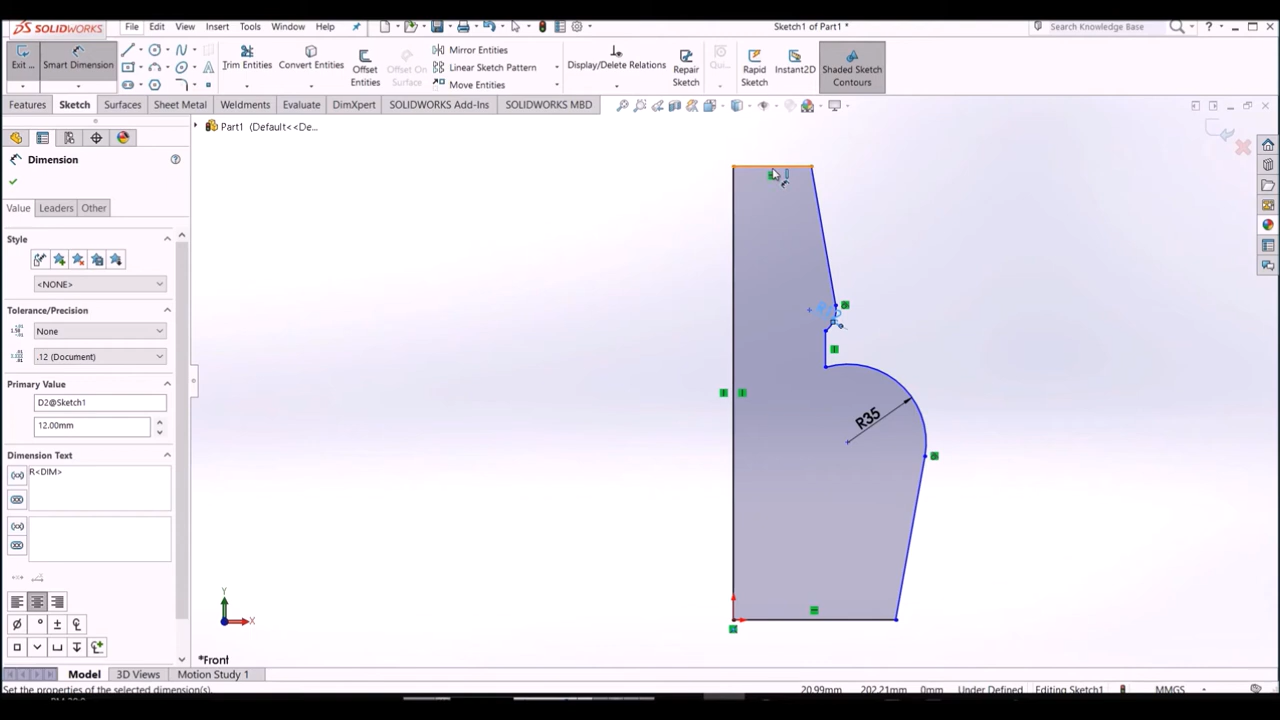 SOLIDWORKS File Edit View Insert Tools Window Help Sketch1 of Part1 * Search Knowledge Base
Exit ... Smart Dimension Trim Entities Convert Entities Offset Entities Offset On Surface Mirror Entities Linear Sketch Pattern Move Entities Display/Delete Relations Repair Sketch Qui... Rapid Sketch Instant2D Shaded Sketch Contours
Features Sketch Surfaces Sheet Metal Weldments Evaluate DimXpert SOLIDWORKS Add-Ins SOLIDWORKS MBD
Part1 (Default<<De...
Dimension
Value Leaders Other
Style
<NONE>
Tolerance/Precision
None
.12 (Document)
Primary Value
D2@Sketch1
12.00mm
Dimension Text
R<DIM>
R35
Y
X
*Front
Model 3D Views Motion Study 1
Set the properties of the selected dimension(s). 20.99mm 202.21mm 0mm Under Defined Editing Sketch1 MMGS